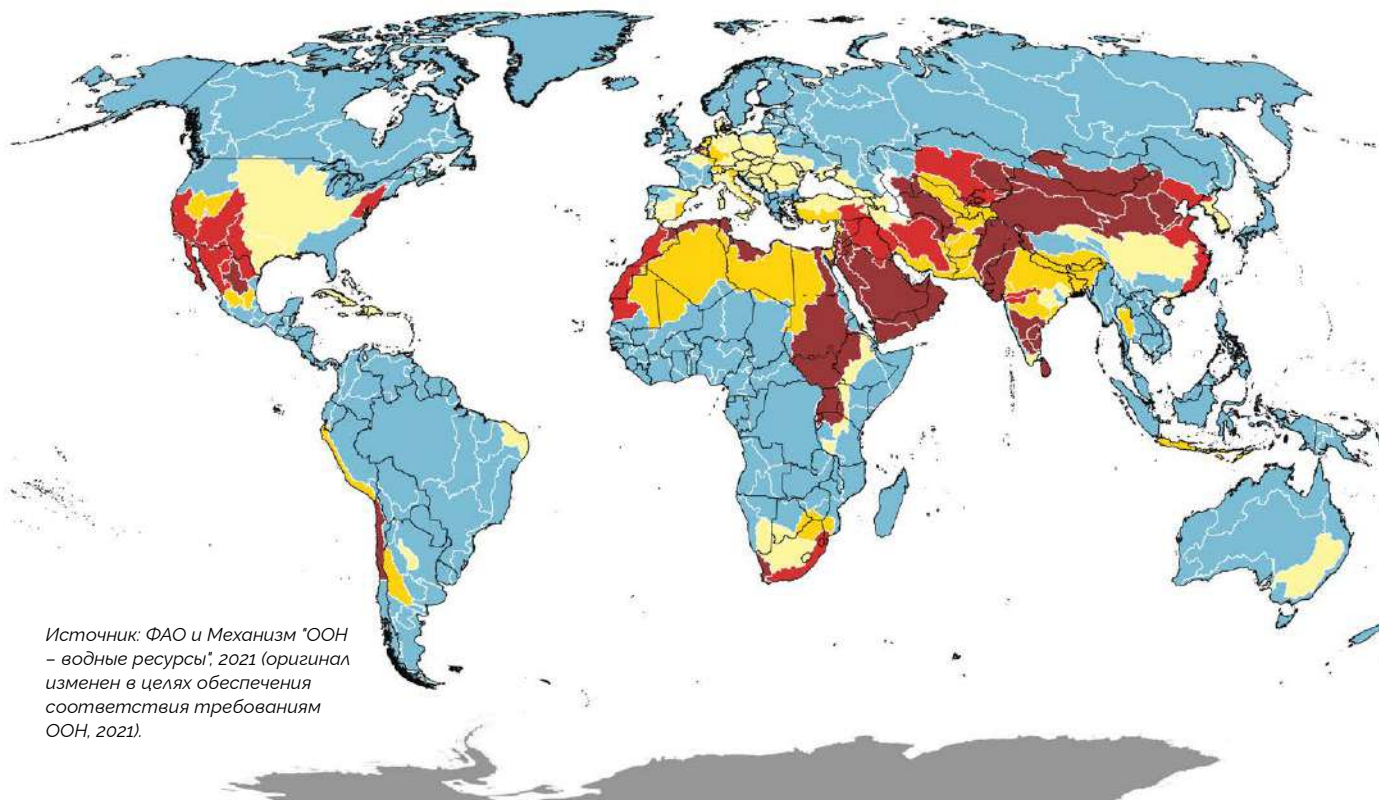 Источник: ФАО и Механизм "ООН
– водные ресурсы", 2021 (оригинал
изменен в целях обеспечения
соответствия требованиям
ООН, 2021).